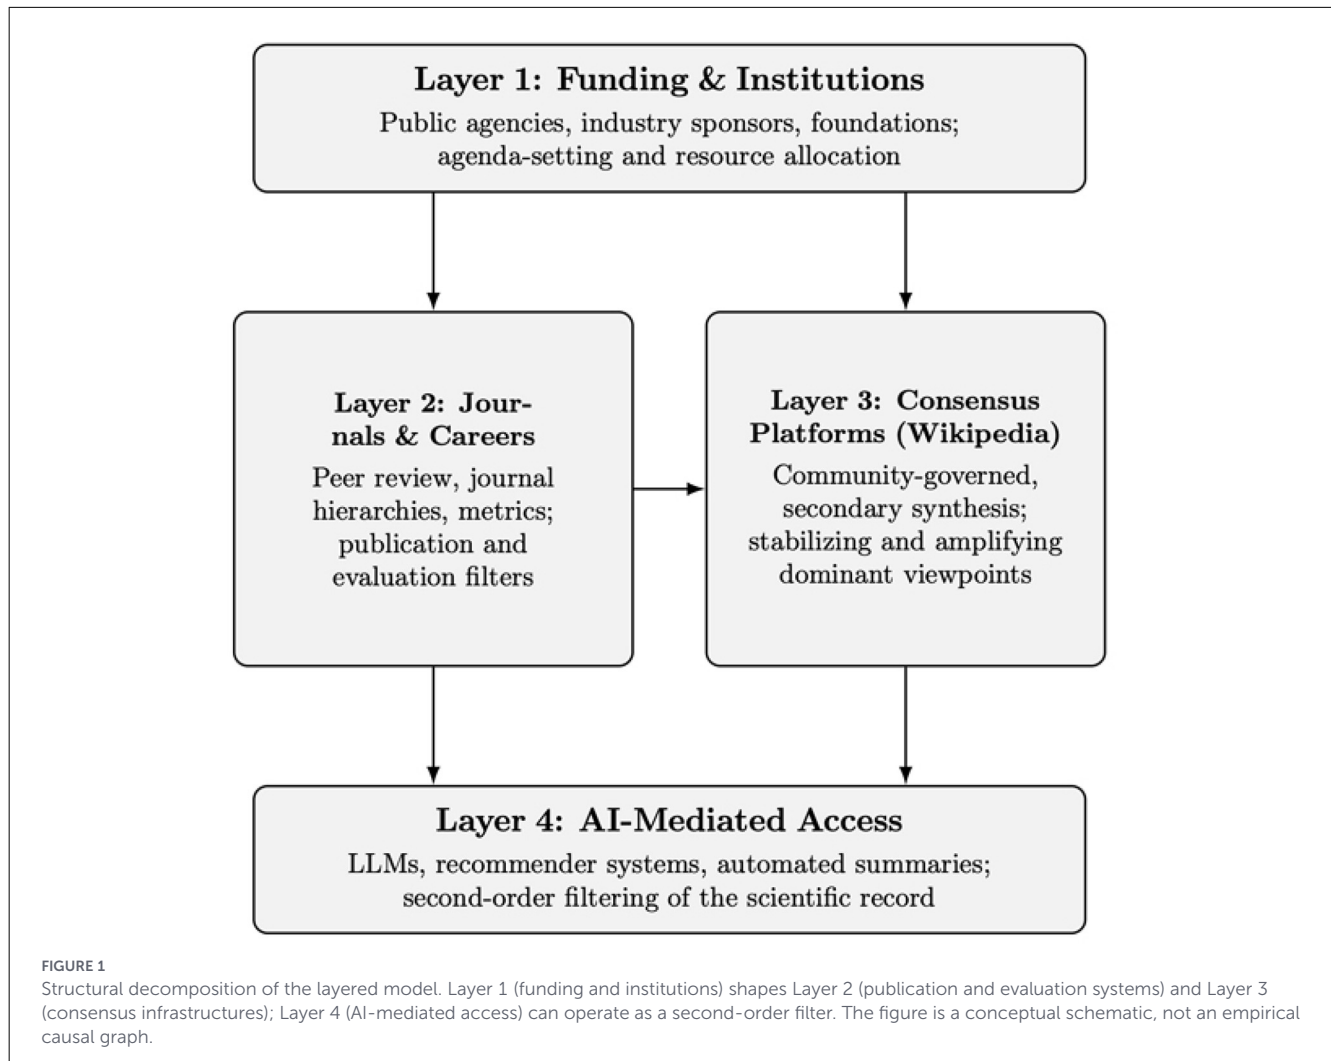 Layer 1: Funding & Institutions
Public agencies, industry sponsors, foundations;
agenda-setting and resource allocation
Layer 2: Jour-
nals & Careers
Peer review, journal
hierarchies, metrics;
publication and
evaluation filters
Layer 3: Consensus
Platforms (Wikipedia)
Community-governed,
secondary synthesis;
stabilizing and amplifying
dominant viewpoints
Layer 4: AI-Mediated Access
LLMs, recommender systems, automated summaries;
second-order filtering of the scientific record
FIGURE 1
Structural decomposition of the layered model. Layer 1 (funding and institutions) shapes Layer 2 (publication and evaluation systems) and Layer 3
(consensus infrastructures); Layer 4 (AI-mediated access) can operate as a second-order filter. The figure is a conceptual schematic, not an empirical
causal graph.